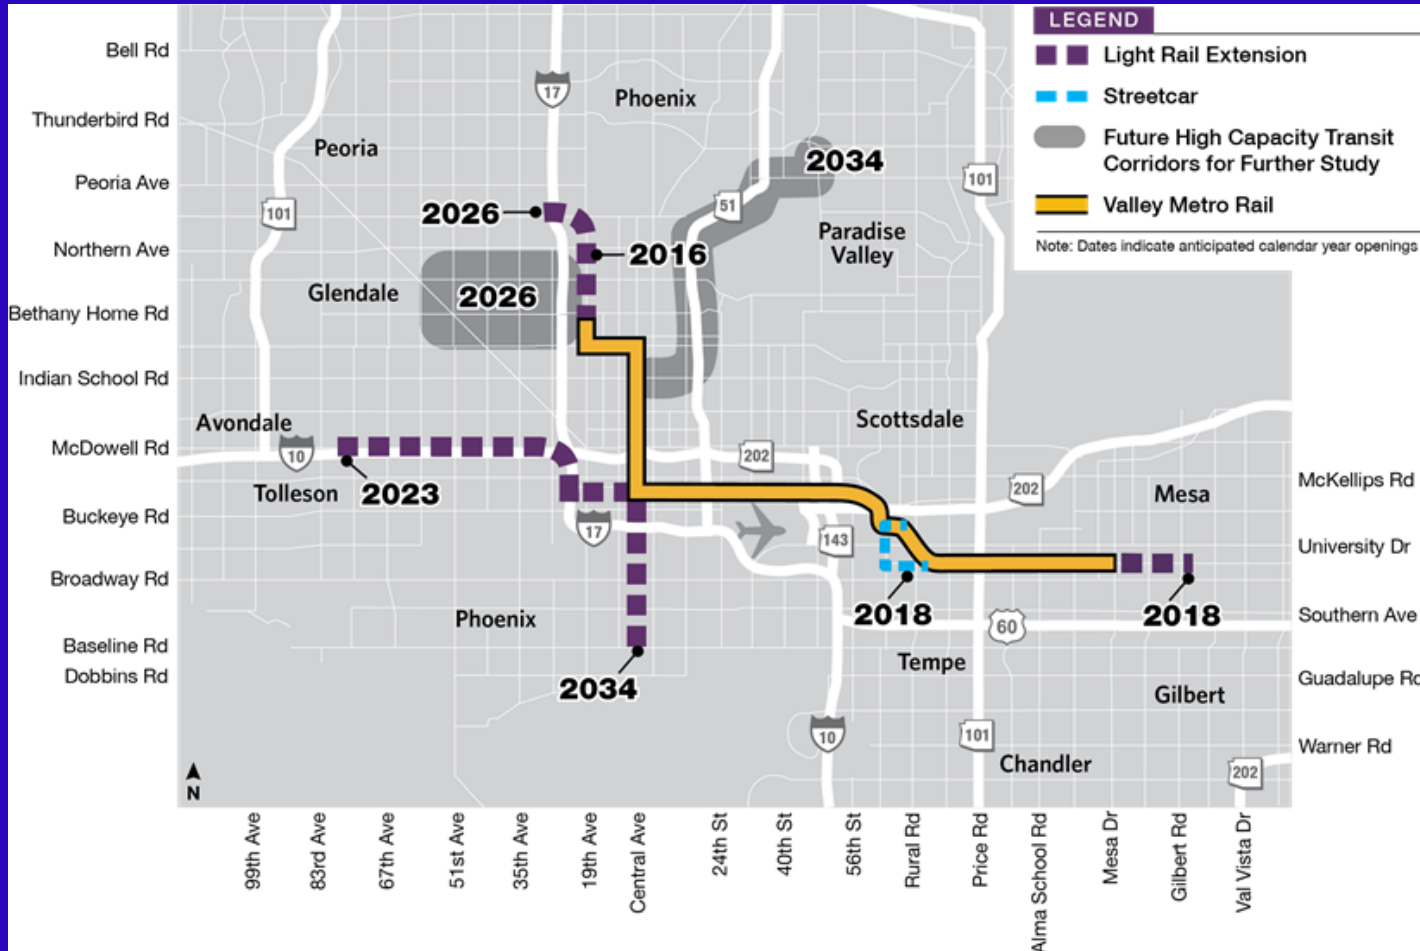 LEGEND
Light Rail Extension
Streetcar
Future High Capacity Transit
Corridors for Further Study
Valley Metro Rail
Note: Dates indicate anticipated calendar year openings
Bell Rd
Thunderbird Rd
Peoria Ave
Northern Ave
Bethany Home Rd
Indian School Rd
McDowell Rd
Buckeye Rd
Broadway Rd
Baseline Rd
Dobbins Rd
17
Phoenix
Peoria
2034
101
51
101
2026
2016
Paradise
Valley
Glendale
2026
Avondale
Scottsdale
10
202
Tolleson
2023
202
Mesa
17
143
2018
2018
Phoenix
60
Tempe
2034
Gilbert
10
101
Chandler
202
N
McKellips Rd
University Dr
Southern Ave
Guadalupe Rd
Warner Rd
99th Ave
83rd Ave
67th Ave
51st Ave
35th Ave
19th Ave
Central Ave
24th St
40th St
56th St
Rural Rd
Price Rd
Alma School Rd
Mesa Dr
Gilbert Rd
Val Vista Dr